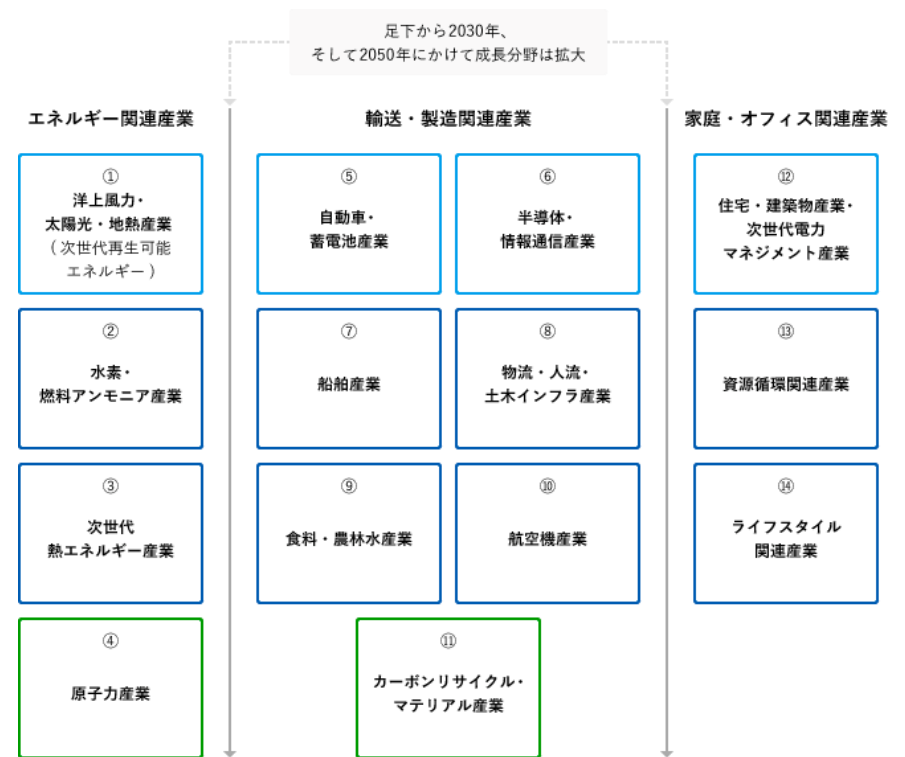 足下から2030年、
そして2050年にかけて成長分野は拡大
エネルギー関連産業
①
洋上風力・
太陽光・地熱産業
（次世代再生可能
エネルギー）
②
水素・
燃料アンモニア産業
③
次世代
熱エネルギー産業
④
原子力産業
輸送・製造関連産業
⑤
自動車・
蓄電池産業
⑥
半導体・
情報通信産業
⑦
船舶産業
⑧
物流・人流・
土木インフラ産業
⑨
食料・農林水産業
⑩
航空機産業
⑪
カーボンリサイクル・
マテリアル産業
家庭・オフィス関連産業
⑫
住宅・建築物産業・
次世代電力
マネジメント産業
⑬
資源循環関連産業
⑭
ライフスタイル
関連産業